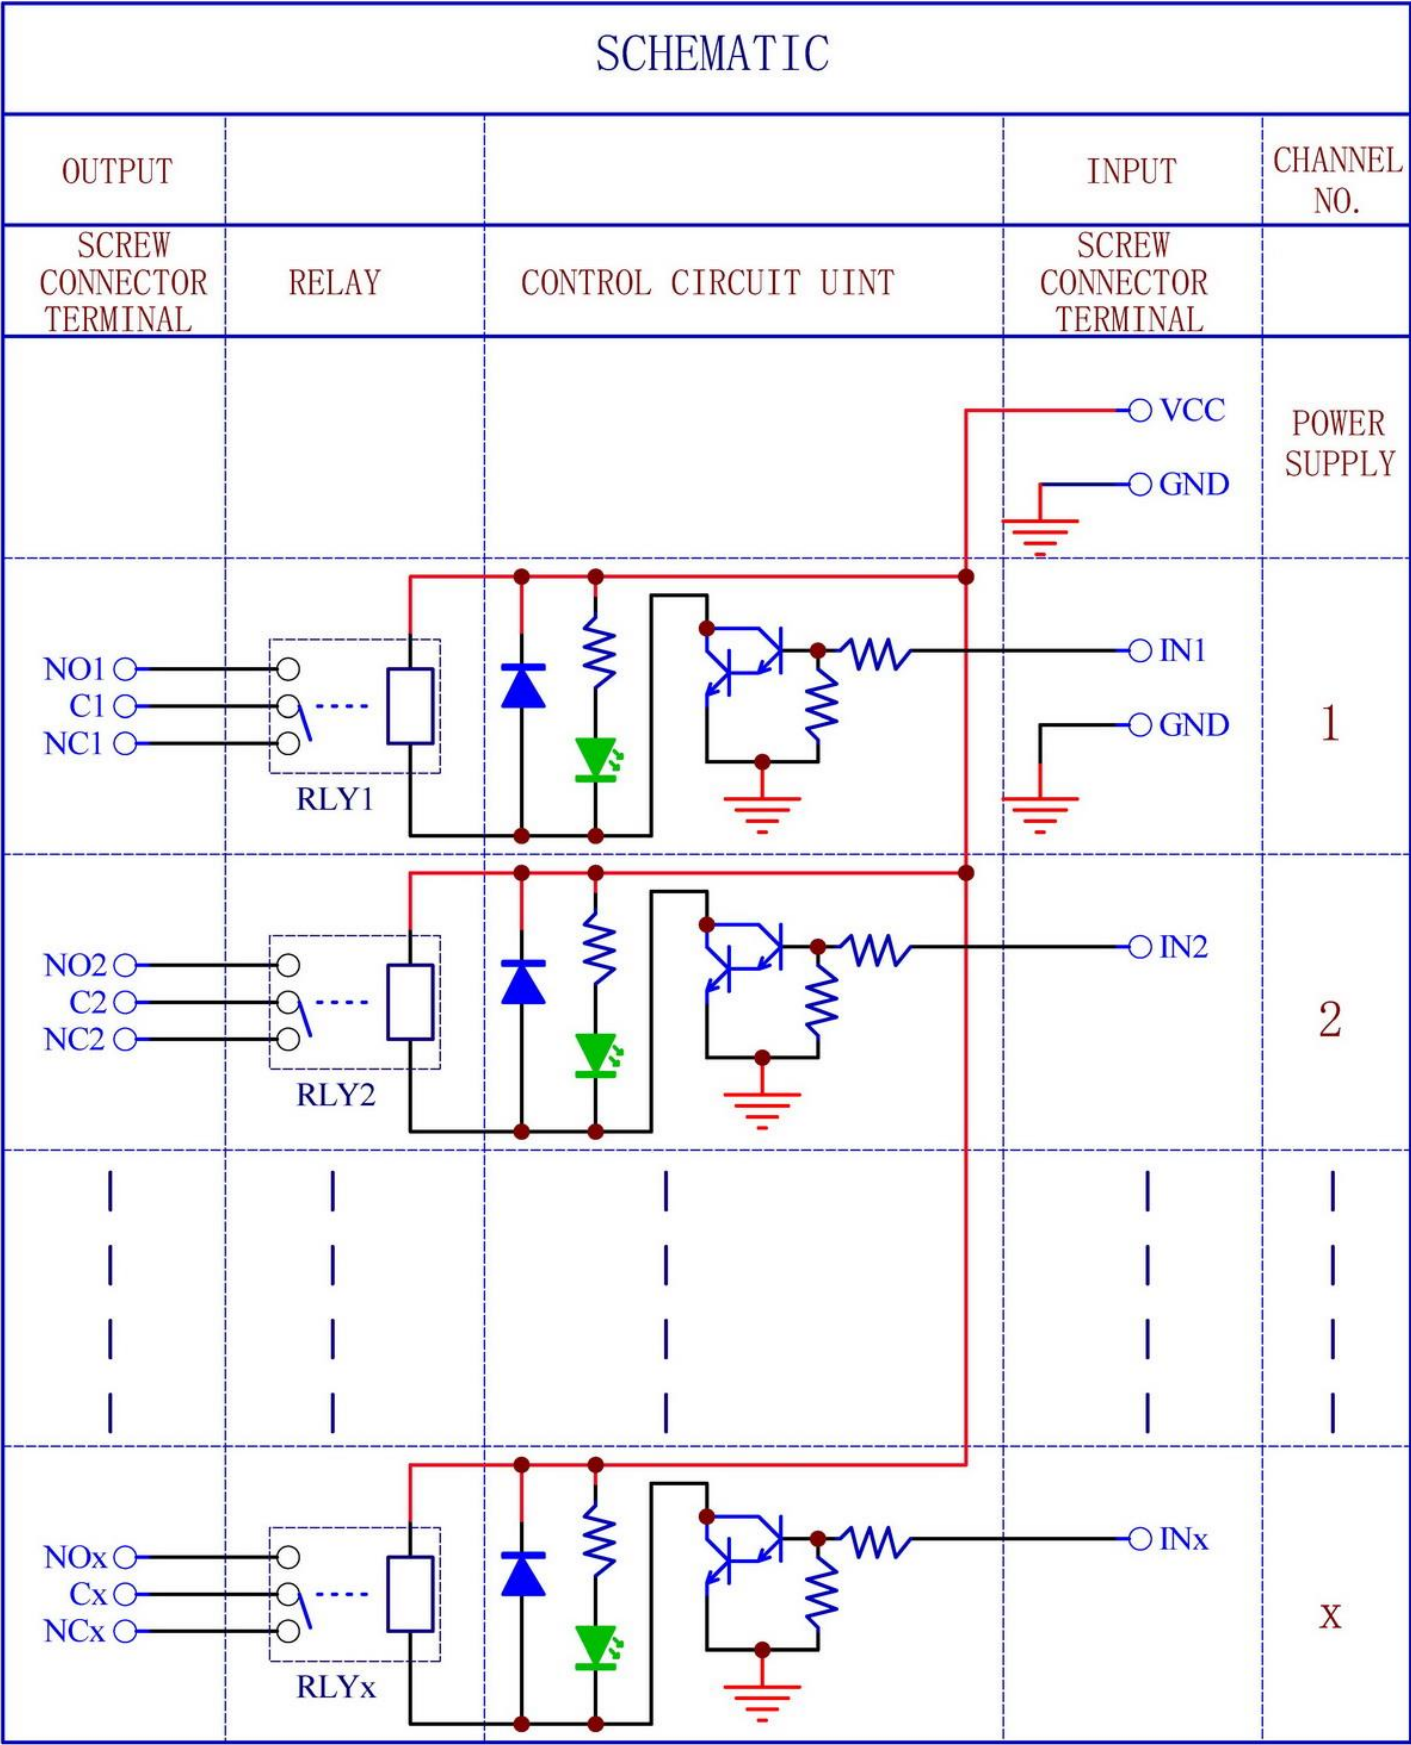 SCHEMATIC
OUTPUT
INPUT
CHANNEL
NO.
SCREW
CONNECTOR
TERMINAL
RELAY
CONTROL CIRCUIT UINT
SCREW
CONNECTOR
TERMINAL
VCC
GND
POWER
SUPPLY
NO1
C1
NC1
RLY1
IN1
GND
1
NO2
C2
NC2
RLY2
IN2
2
NOx
Cx
NCx
RLYx
INx
x